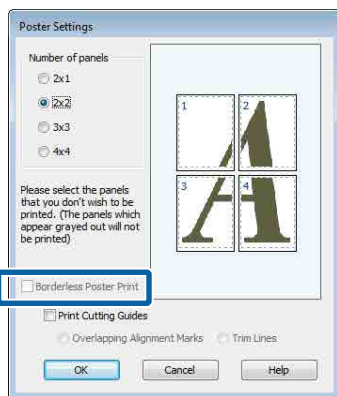 Poster Settings
Number of panels
2x1
2x2
3x3
4x4
1 2
3 4
Please select the panels
that you don't wish to be
printed. (The panels which
appear grayed out will not
be printed)
Borderless Poster Print
Print Cutting Guides
Overlapping Alignment Marks Trim Lines
OK Cancel Help